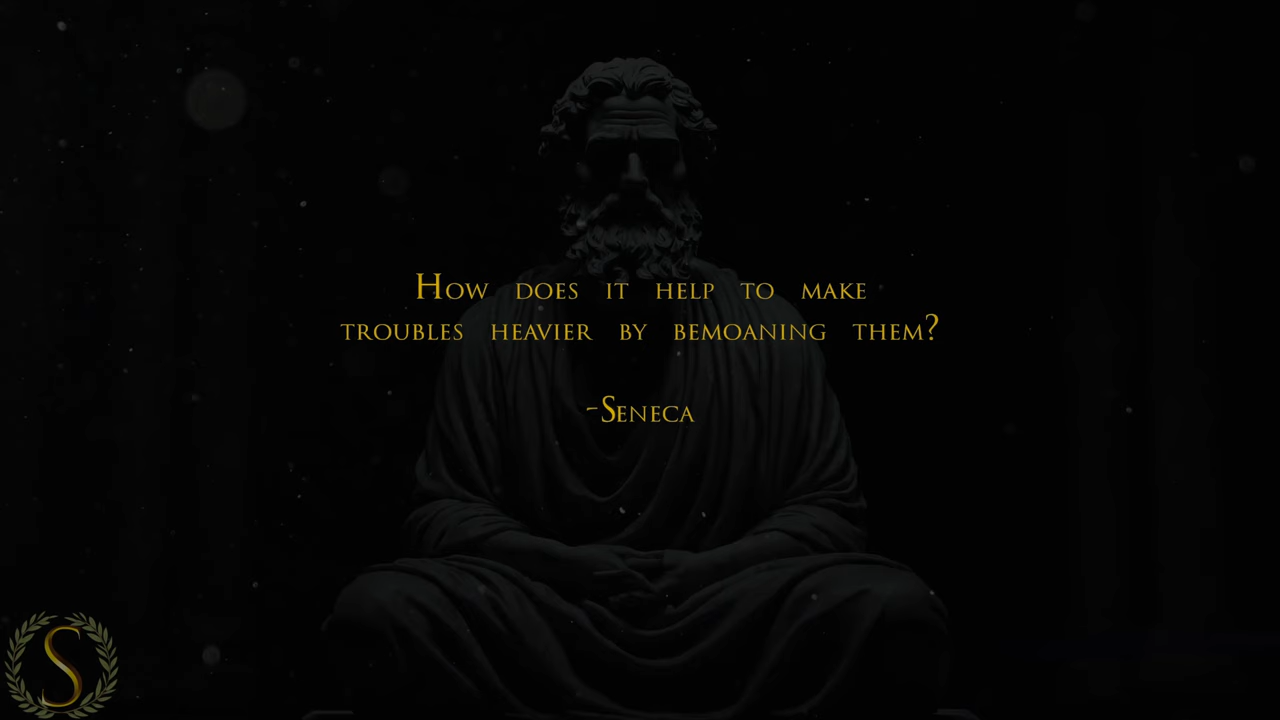 How does it help to make
troubles heavier by bemoaning them?
-Seneca
S